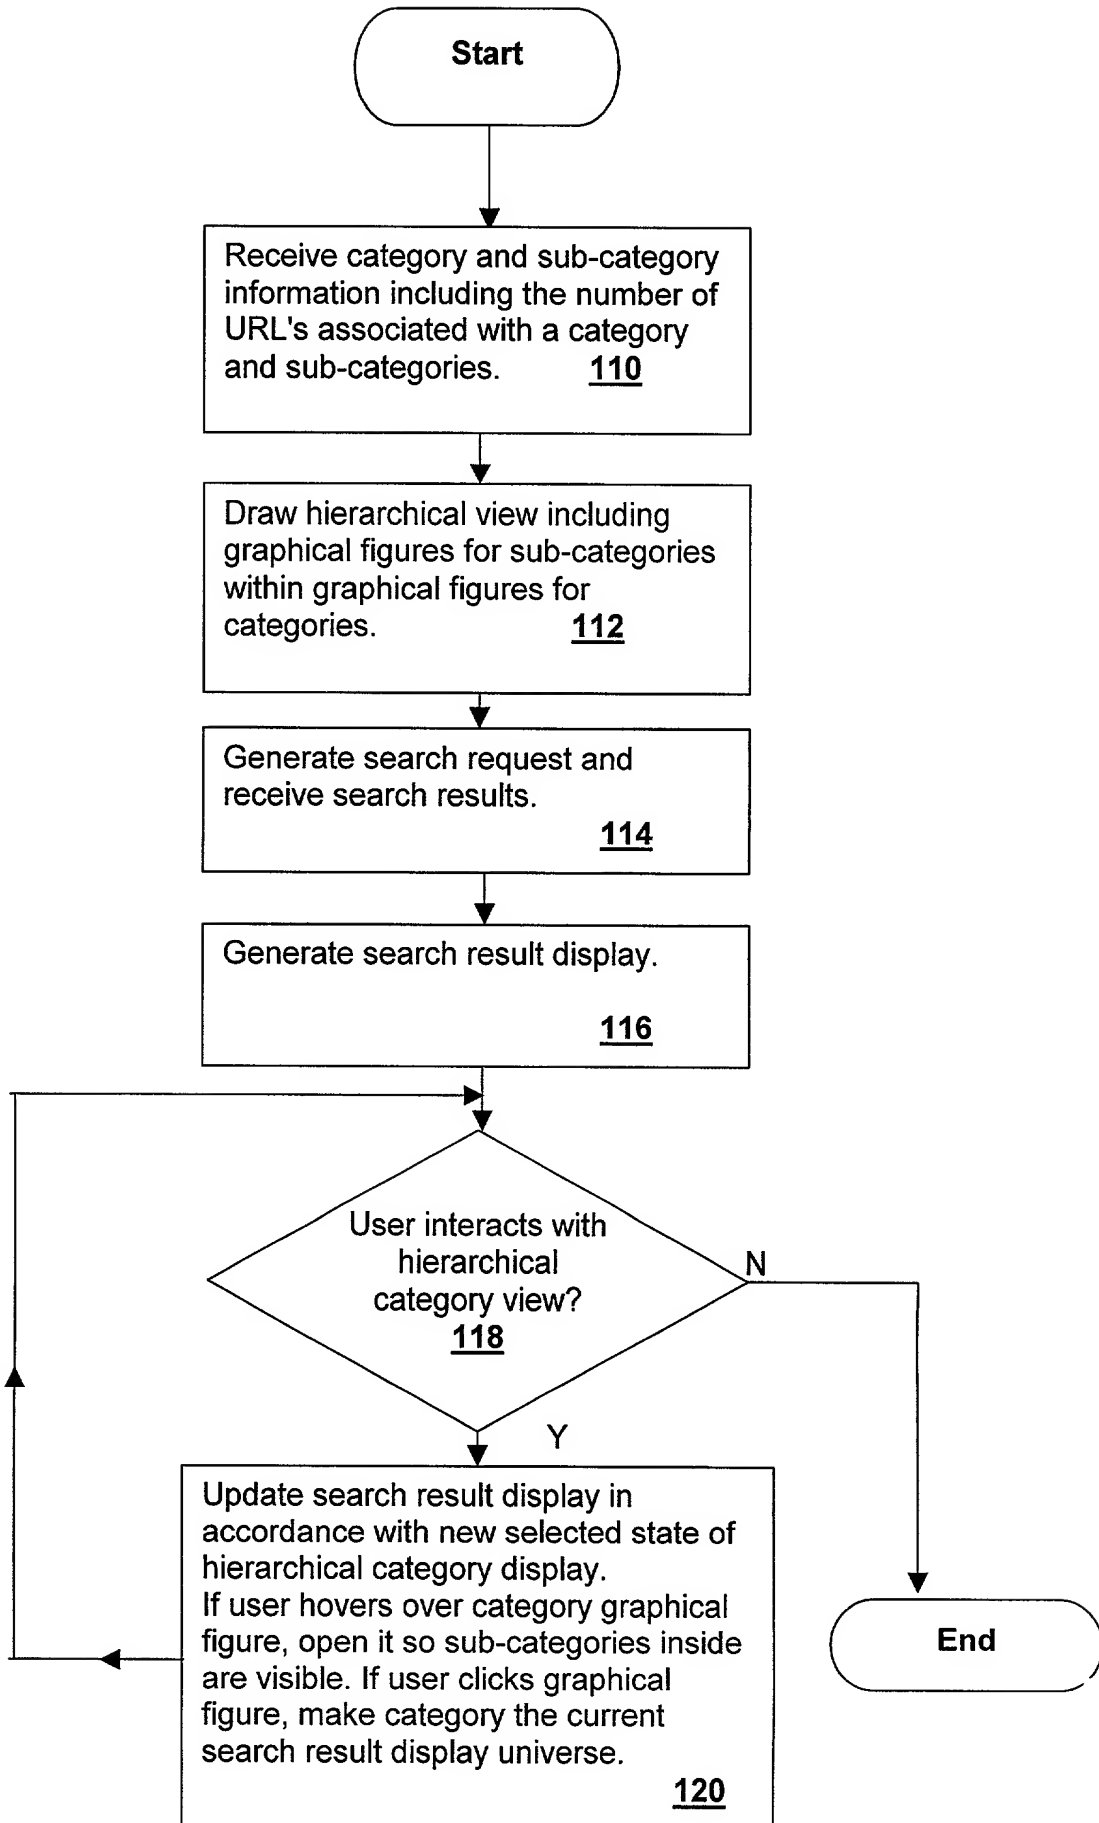 Start
Receive category and sub-category
information including the number of
URL's associated with a category
and sub-categories. 110
Draw hierarchical view including
graphical figures for sub-categories
within graphical figures for
categories. 112
Generate search request and
receive search results.
114
Generate search result display.
116
User interacts with
hierarchical
category view?
118
N
Y
Update search result display in
accordance with new selected state of
hierarchical category display.
If user hovers over category graphical
figure, open it so sub-categories inside
are visible. If user clicks graphical
figure, make category the current
search result display universe.
120
End